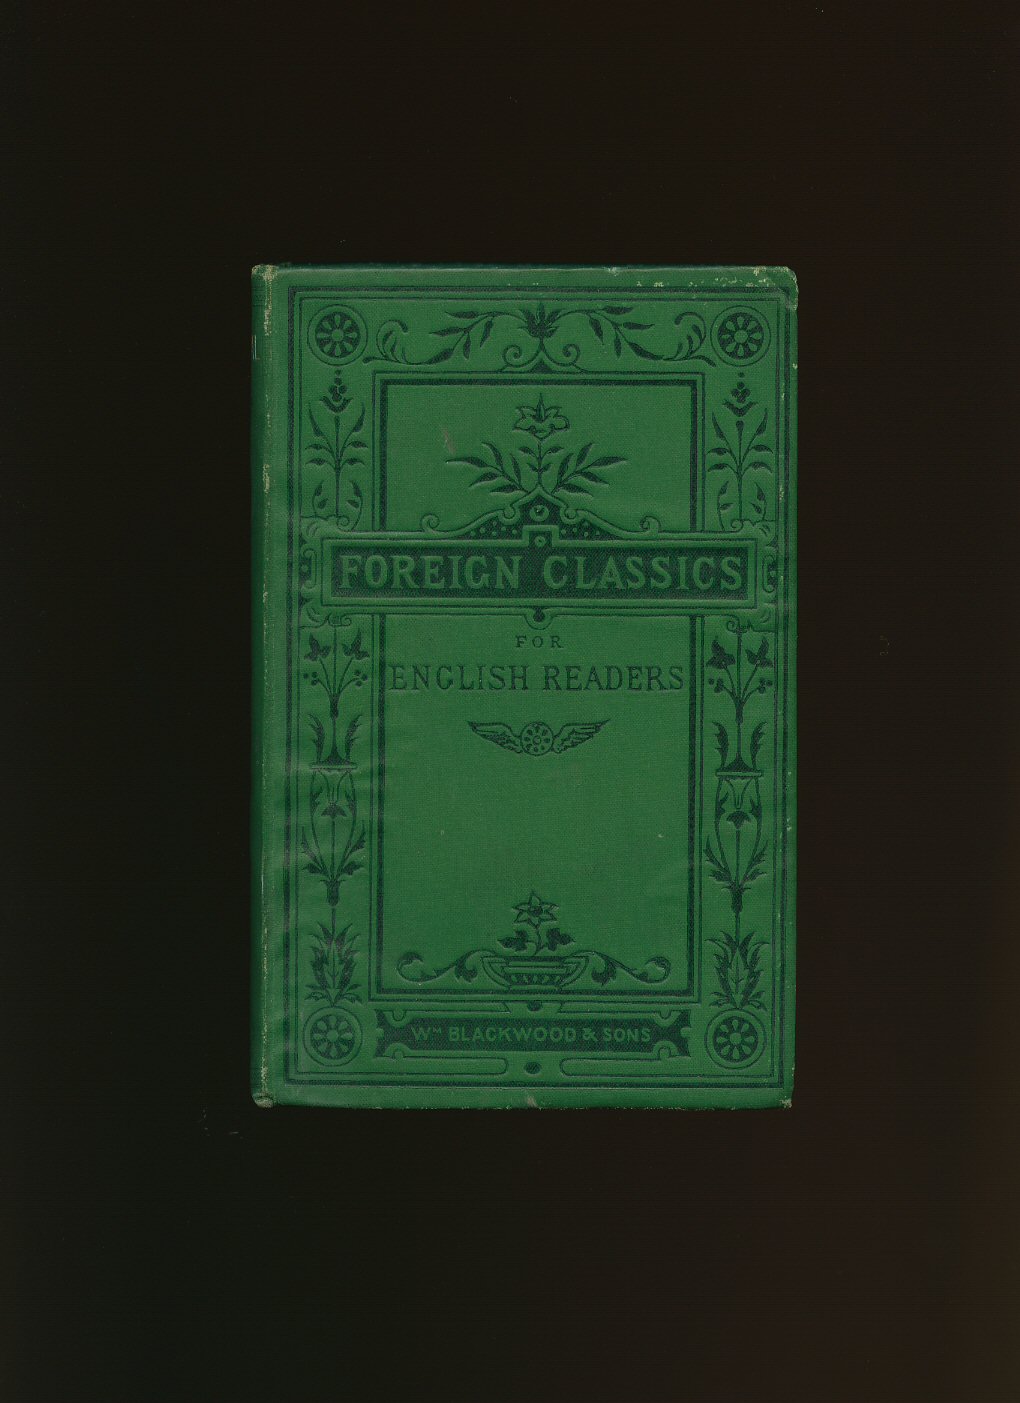 FOREIGN CLASSICS
FOR
ENGLISH READERS
Wᴹ BLACKWOOD & SONS